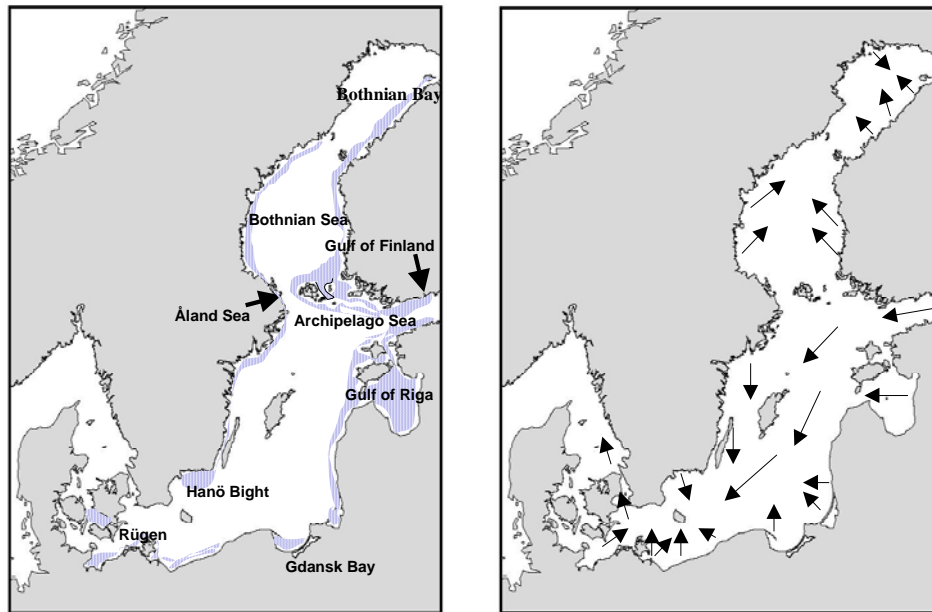 Bothnian Bay
Bothnian Sea
Gulf of Finland
Åland Sea
Archipelago Sea
Gulf of Riga
Hanö Bight
Rügen
Gdansk Bay